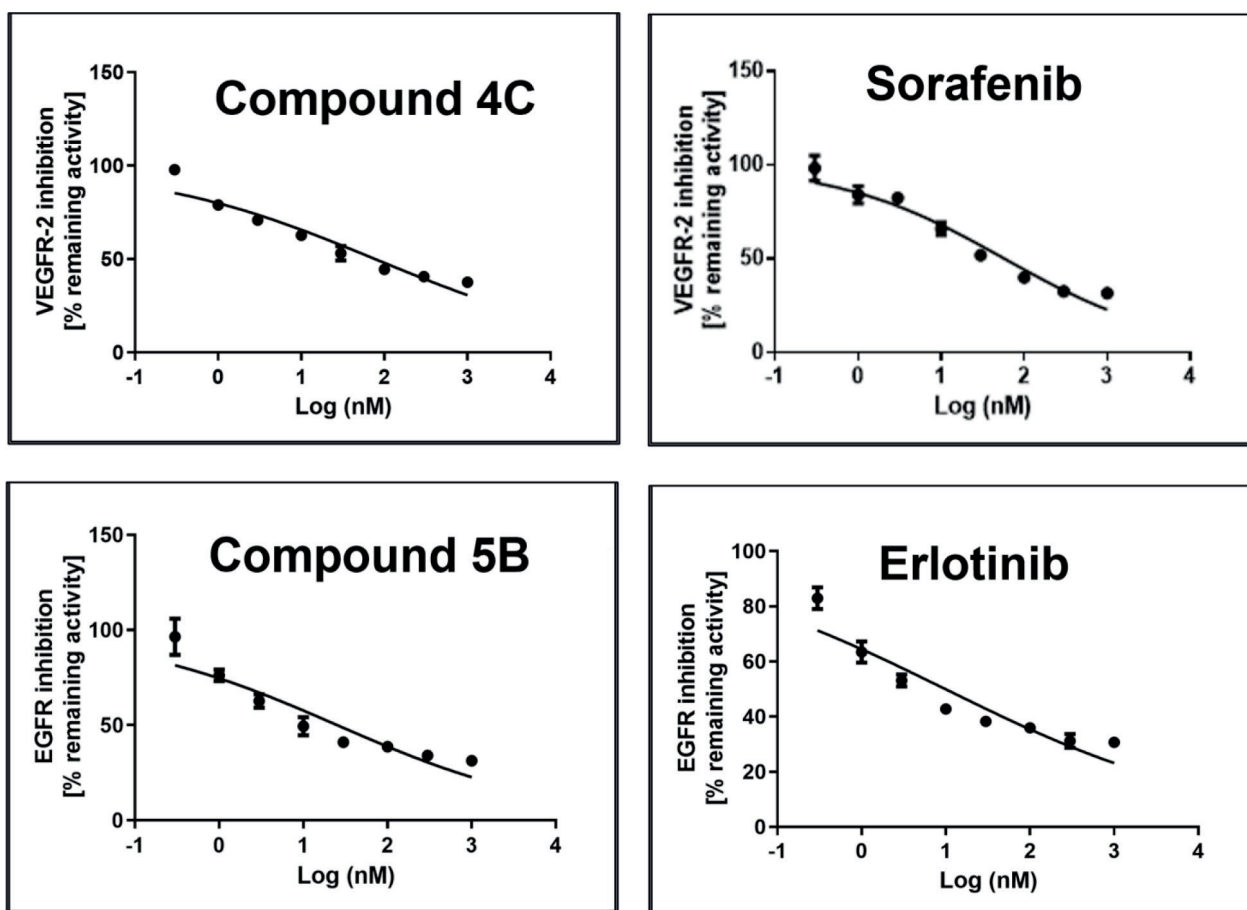 Compound 4C
VEGFR-2 inhibition
[% remaining activity]
150
100
50
0
-1 0 1 2 3 4
Log (nM)
Sorafenib
VEGFR-2 inhibition
[% remaining activity]
150
100
50
0
-1 0 1 2 3 4
Log (nM)
Compound 5B
EGFR inhibition
[% remaining activity]
150
100
50
0
-1 0 1 2 3 4
Log (nM)
Erlotinib
EGFR inhibition
[% remaining activity]
100
80
60
40
20
0
-1 0 1 2 3 4
Log (nM)